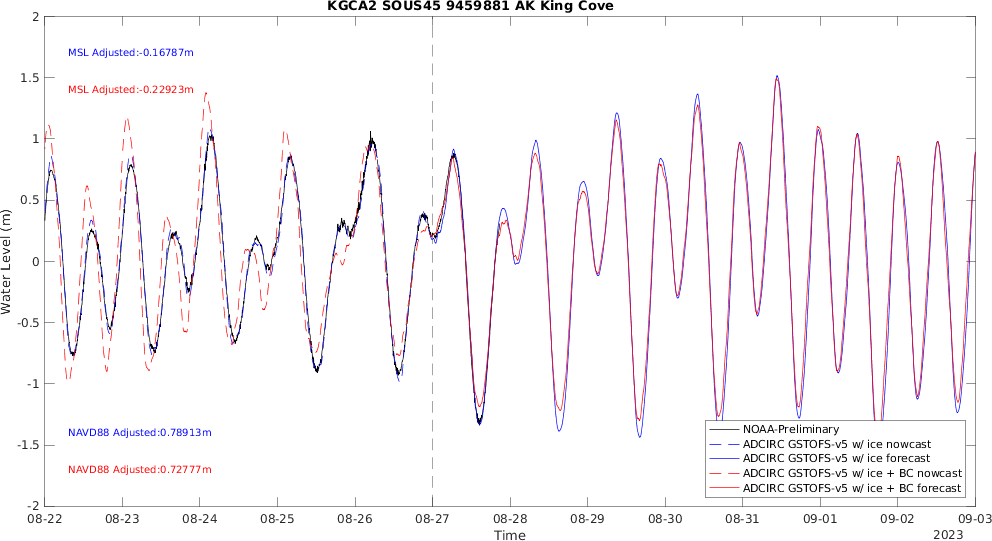 KGCA2 SOUS45 9459881 AK King Cove
MSL Adjusted:-0.16787m
MSL Adjusted:-0.22923m
NAVD88 Adjusted:0.78913m
NAVD88 Adjusted:0.72777m
Water Level (m)
2
1.5
1
0.5
0
-0.5
-1
-1.5
-2
NOAA-Preliminary
ADCIRC GSTOFS-v5 w/ ice nowcast
ADCIRC GSTOFS-v5 w/ ice forecast
ADCIRC GSTOFS-v5 w/ ice + BC nowcast
ADCIRC GSTOFS-v5 w/ ice + BC forecast
08-22 08-23 08-24 08-25 08-26 08-27 08-28 08-29 08-30 08-31 09-01 09-02 09-03
Time
2023